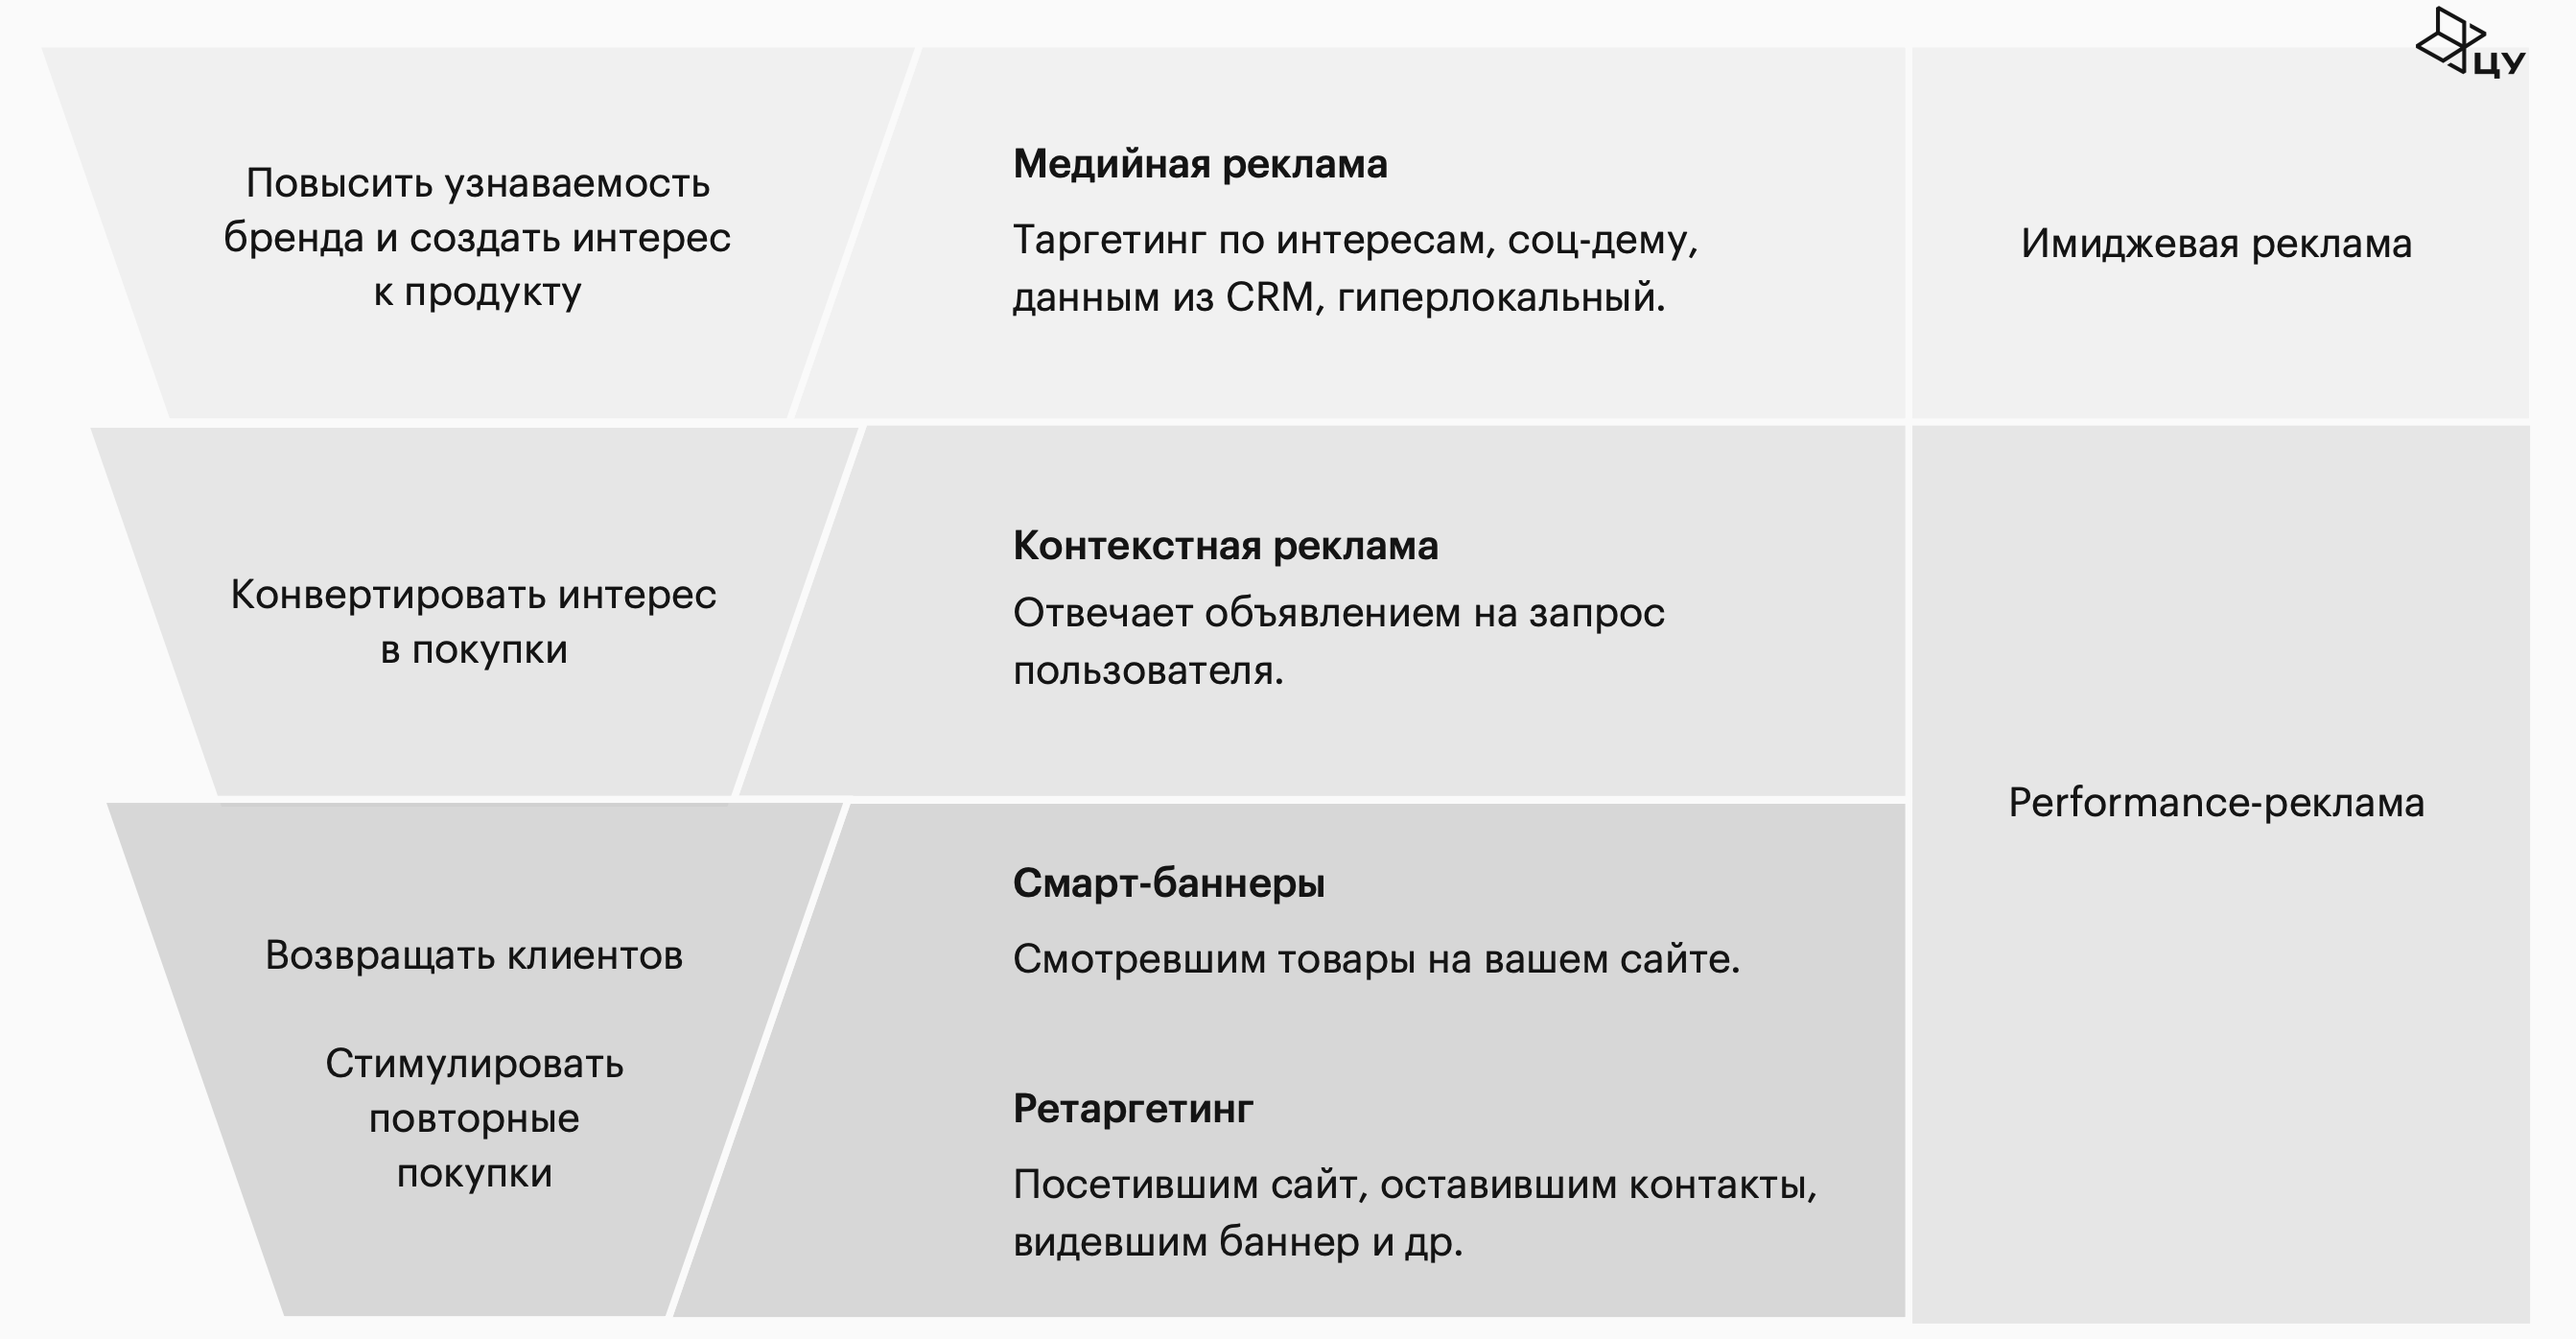 ЦУ
Повысить узнаваемость
бренда и создать интерес
к продукту
Медийная реклама
Таргетинг по интересам, соц-дему,
данным из CRM, гиперлокальный.
Имиджевая реклама
Конвертировать интерес
в покупки
Контекстная реклама
Отвечает объявлением на запрос
пользователя.
Performance-реклама
Возвращать клиентов
Стимулировать
повторные
покупки
Смарт-баннеры
Смотревшим товары на вашем сайте.
Ретаргетинг
Посетившим сайт, оставившим контакты,
видевшим баннер и др.